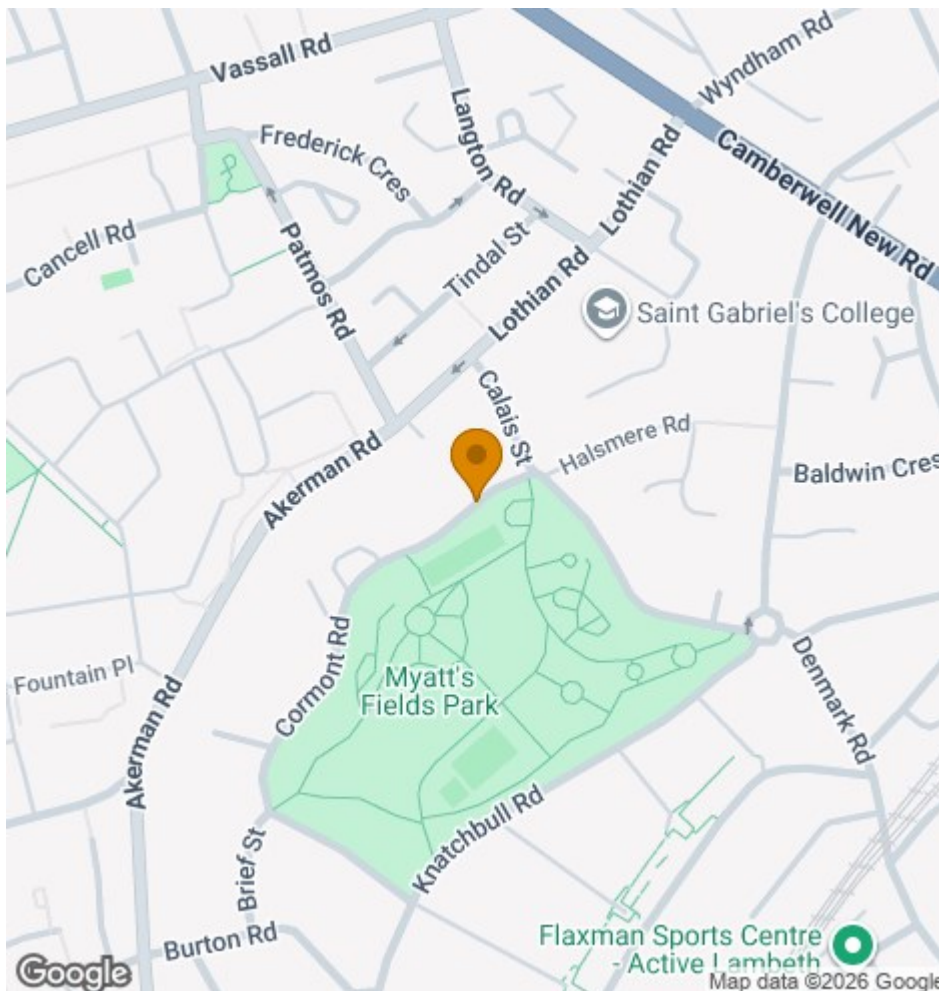 Vassall Rd
Wyndham Rd
Langton Rd
Frederick Cres
Lothian Rd
Camberwell New Rd
Cancell Rd
Patmos Rd
Tindal St
Lothian Rd
Saint Gabriel's College
Calais St
Halsmere Rd
Akerman Rd
Baldwin Cres
Cormont Rd
Fountain Pl
Myatt's
Fields Park
Denmark Rd
Akerman Rd
Knatchbull Rd
Brief St
Burton Rd
Flaxman Sports Centre
- Active Lambeth
Google
Map data ©2026 Google